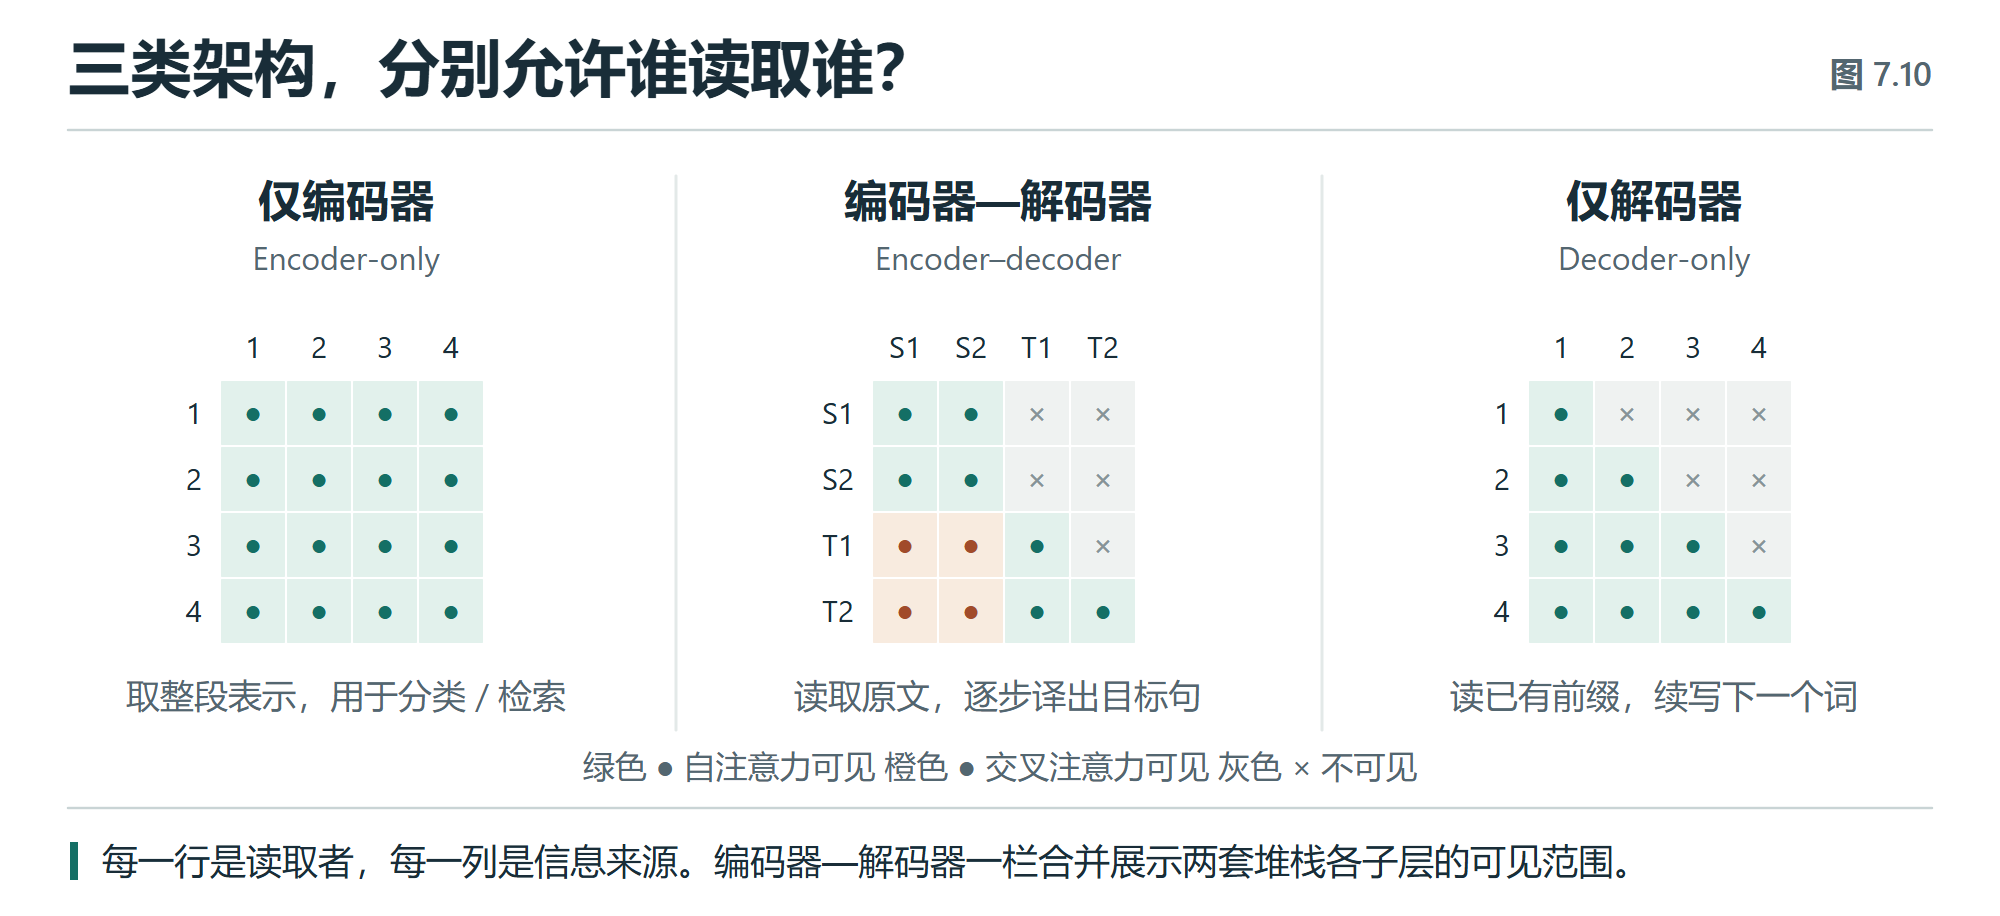 三类架构，分别允许谁读取谁？
图 7.10
仅编码器
Encoder-only
1 2 3 4
1 ● ● ● ●
2 ● ● ● ●
3 ● ● ● ●
4 ● ● ● ●
取整段表示，用于分类 / 检索
编码器—解码器
Encoder–decoder
S1 S2 T1 T2
S1 ● ● × ×
S2 ● ● × ×
T1 ● ● ● ×
T2 ● ● ● ●
读取原文，逐步译出目标句
仅解码器
Decoder-only
1 2 3 4
1 ● × × ×
2 ● ● × ×
3 ● ● ● ×
4 ● ● ● ●
读已有前缀，续写下一个词
绿色 ● 自注意力可见 橙色 ● 交叉注意力可见 灰色 × 不可见
每一行是读取者，每一列是信息来源。编码器—解码器一栏合并展示两套堆栈各子层的可见范围。